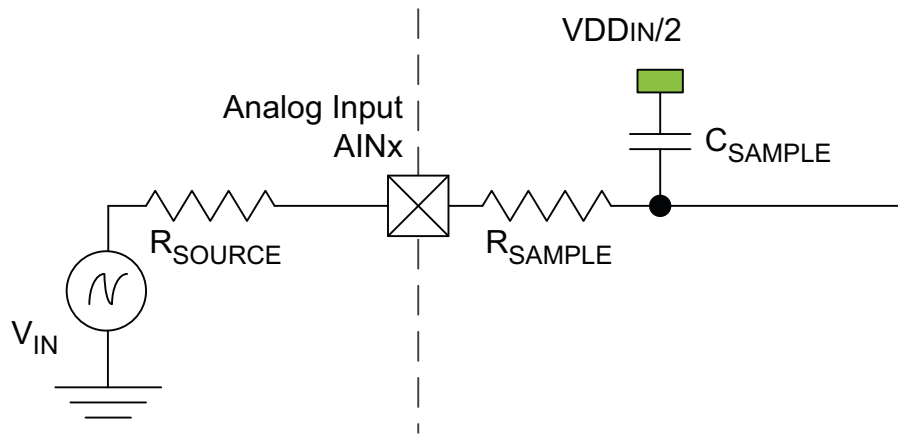 VDDIN/2
Analog Input
AINx
CSAMPLE
RSOURCE
RSAMPLE
VIN